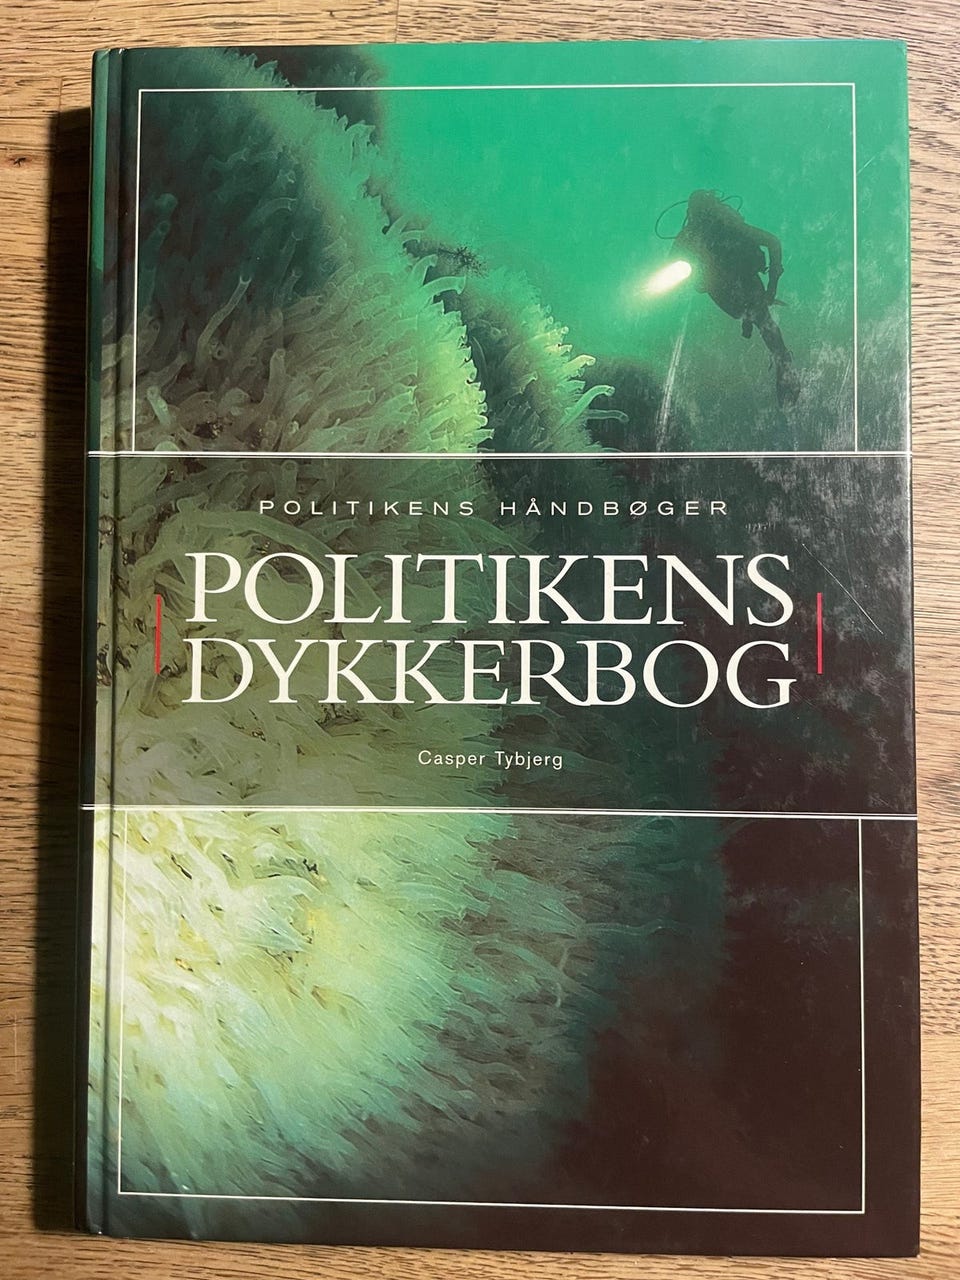 POLITIKENS HÅNDBØGER
POLITIKENS
DYKKERBOG
Casper Tybjerg